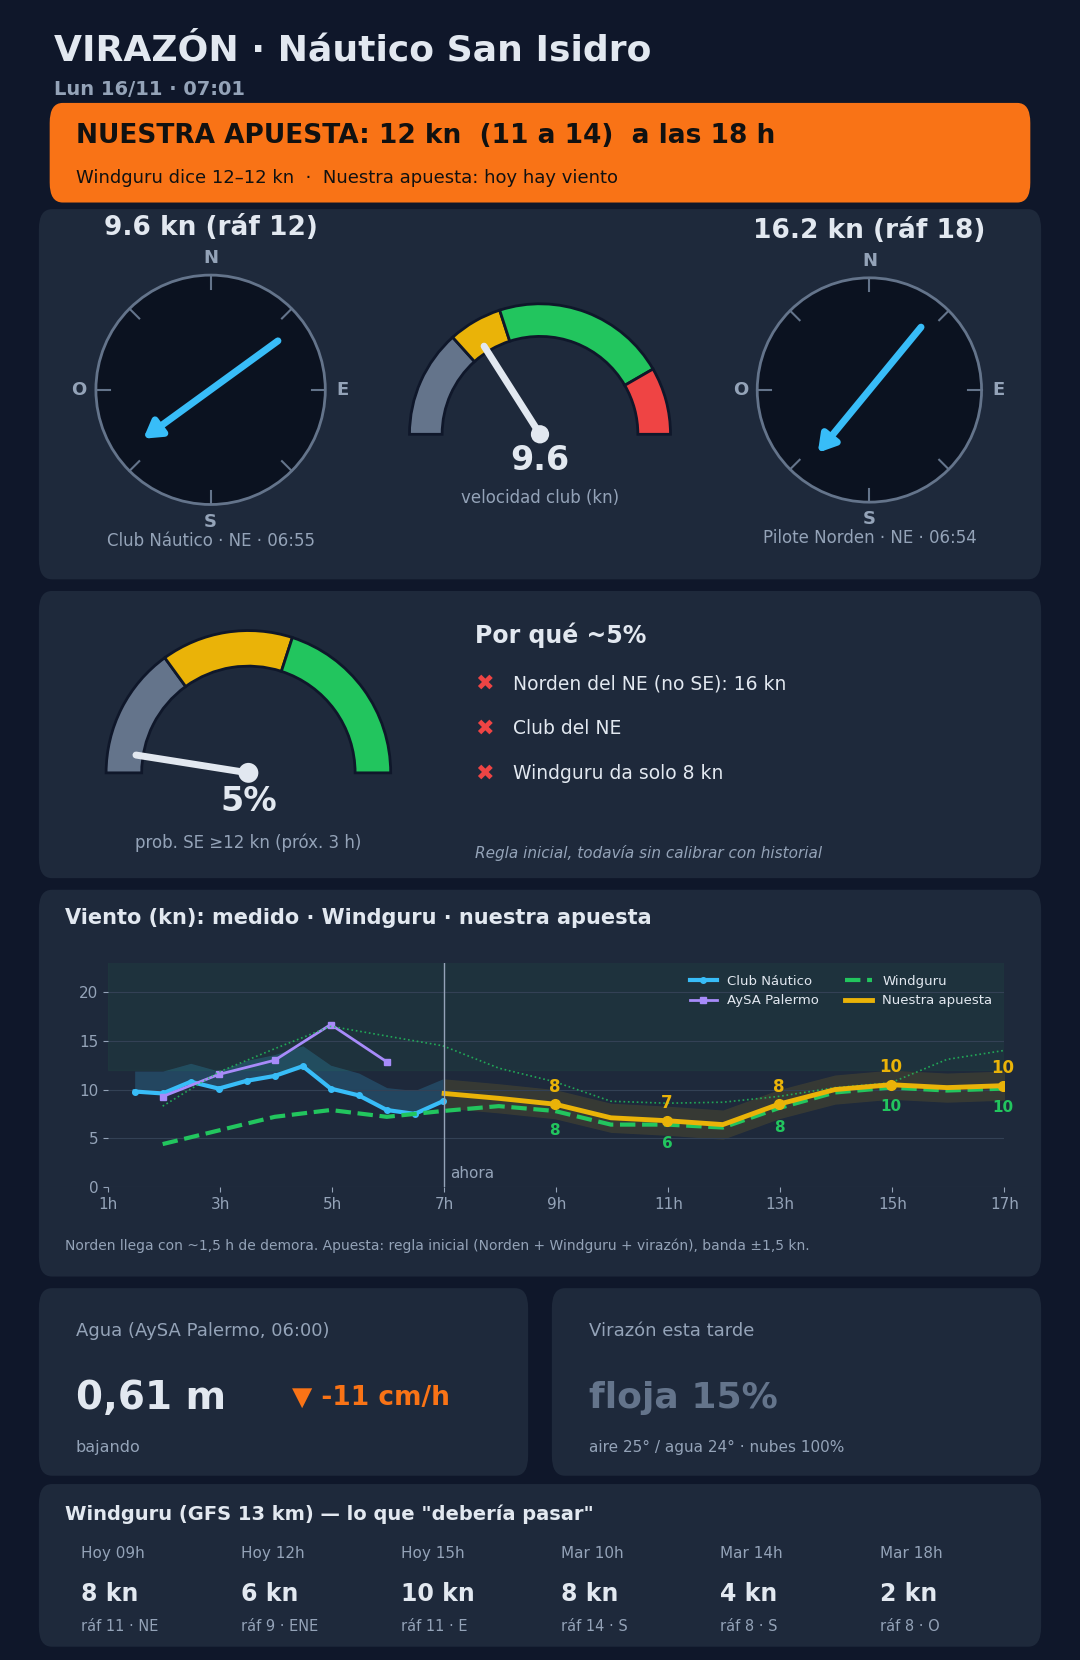 VIRAZÓN · Náutico San Isidro
Lun 16/11 · 07:01
NUESTRA APUESTA: 12 kn (11 a 14) a las 18 h
Windguru dice 12–12 kn · Nuestra apuesta: hoy hay viento
9.6 kn (ráf 12)
N
O
E
S
Club Náutico · NE · 06:55
9.6
velocidad club (kn)
16.2 kn (ráf 18)
N
O
E
S
Pilote Norden · NE · 06:54
5%
prob. SE ≥12 kn (próx. 3 h)
Por qué ~5%
✖ Norden del NE (no SE): 16 kn
✖ Club del NE
✖ Windguru da solo 8 kn
Regla inicial, todavía sin calibrar con historial
Viento (kn): medido · Windguru · nuestra apuesta
Club Náutico
AySA Palermo
Windguru
Nuestra apuesta
20
15
10
5
0
8
7
8
10
10
8
6
8
10
10
ahora
1h 3h 5h 7h 9h 11h 13h 15h 17h
Norden llega con ~1,5 h de demora. Apuesta: regla inicial (Norden + Windguru + virazón), banda ±1,5 kn.
Agua (AySA Palermo, 06:00)
0,61 m ▼ -11 cm/h
bajando
Virazón esta tarde
floja 15%
aire 25° / agua 24° · nubes 100%
Windguru (GFS 13 km) — lo que "debería pasar"
Hoy 09h Hoy 12h Hoy 15h Mar 10h Mar 14h Mar 18h
8 kn 6 kn 10 kn 8 kn 4 kn 2 kn
ráf 11 · NE ráf 9 · ENE ráf 11 · E ráf 14 · S ráf 8 · S ráf 8 · O